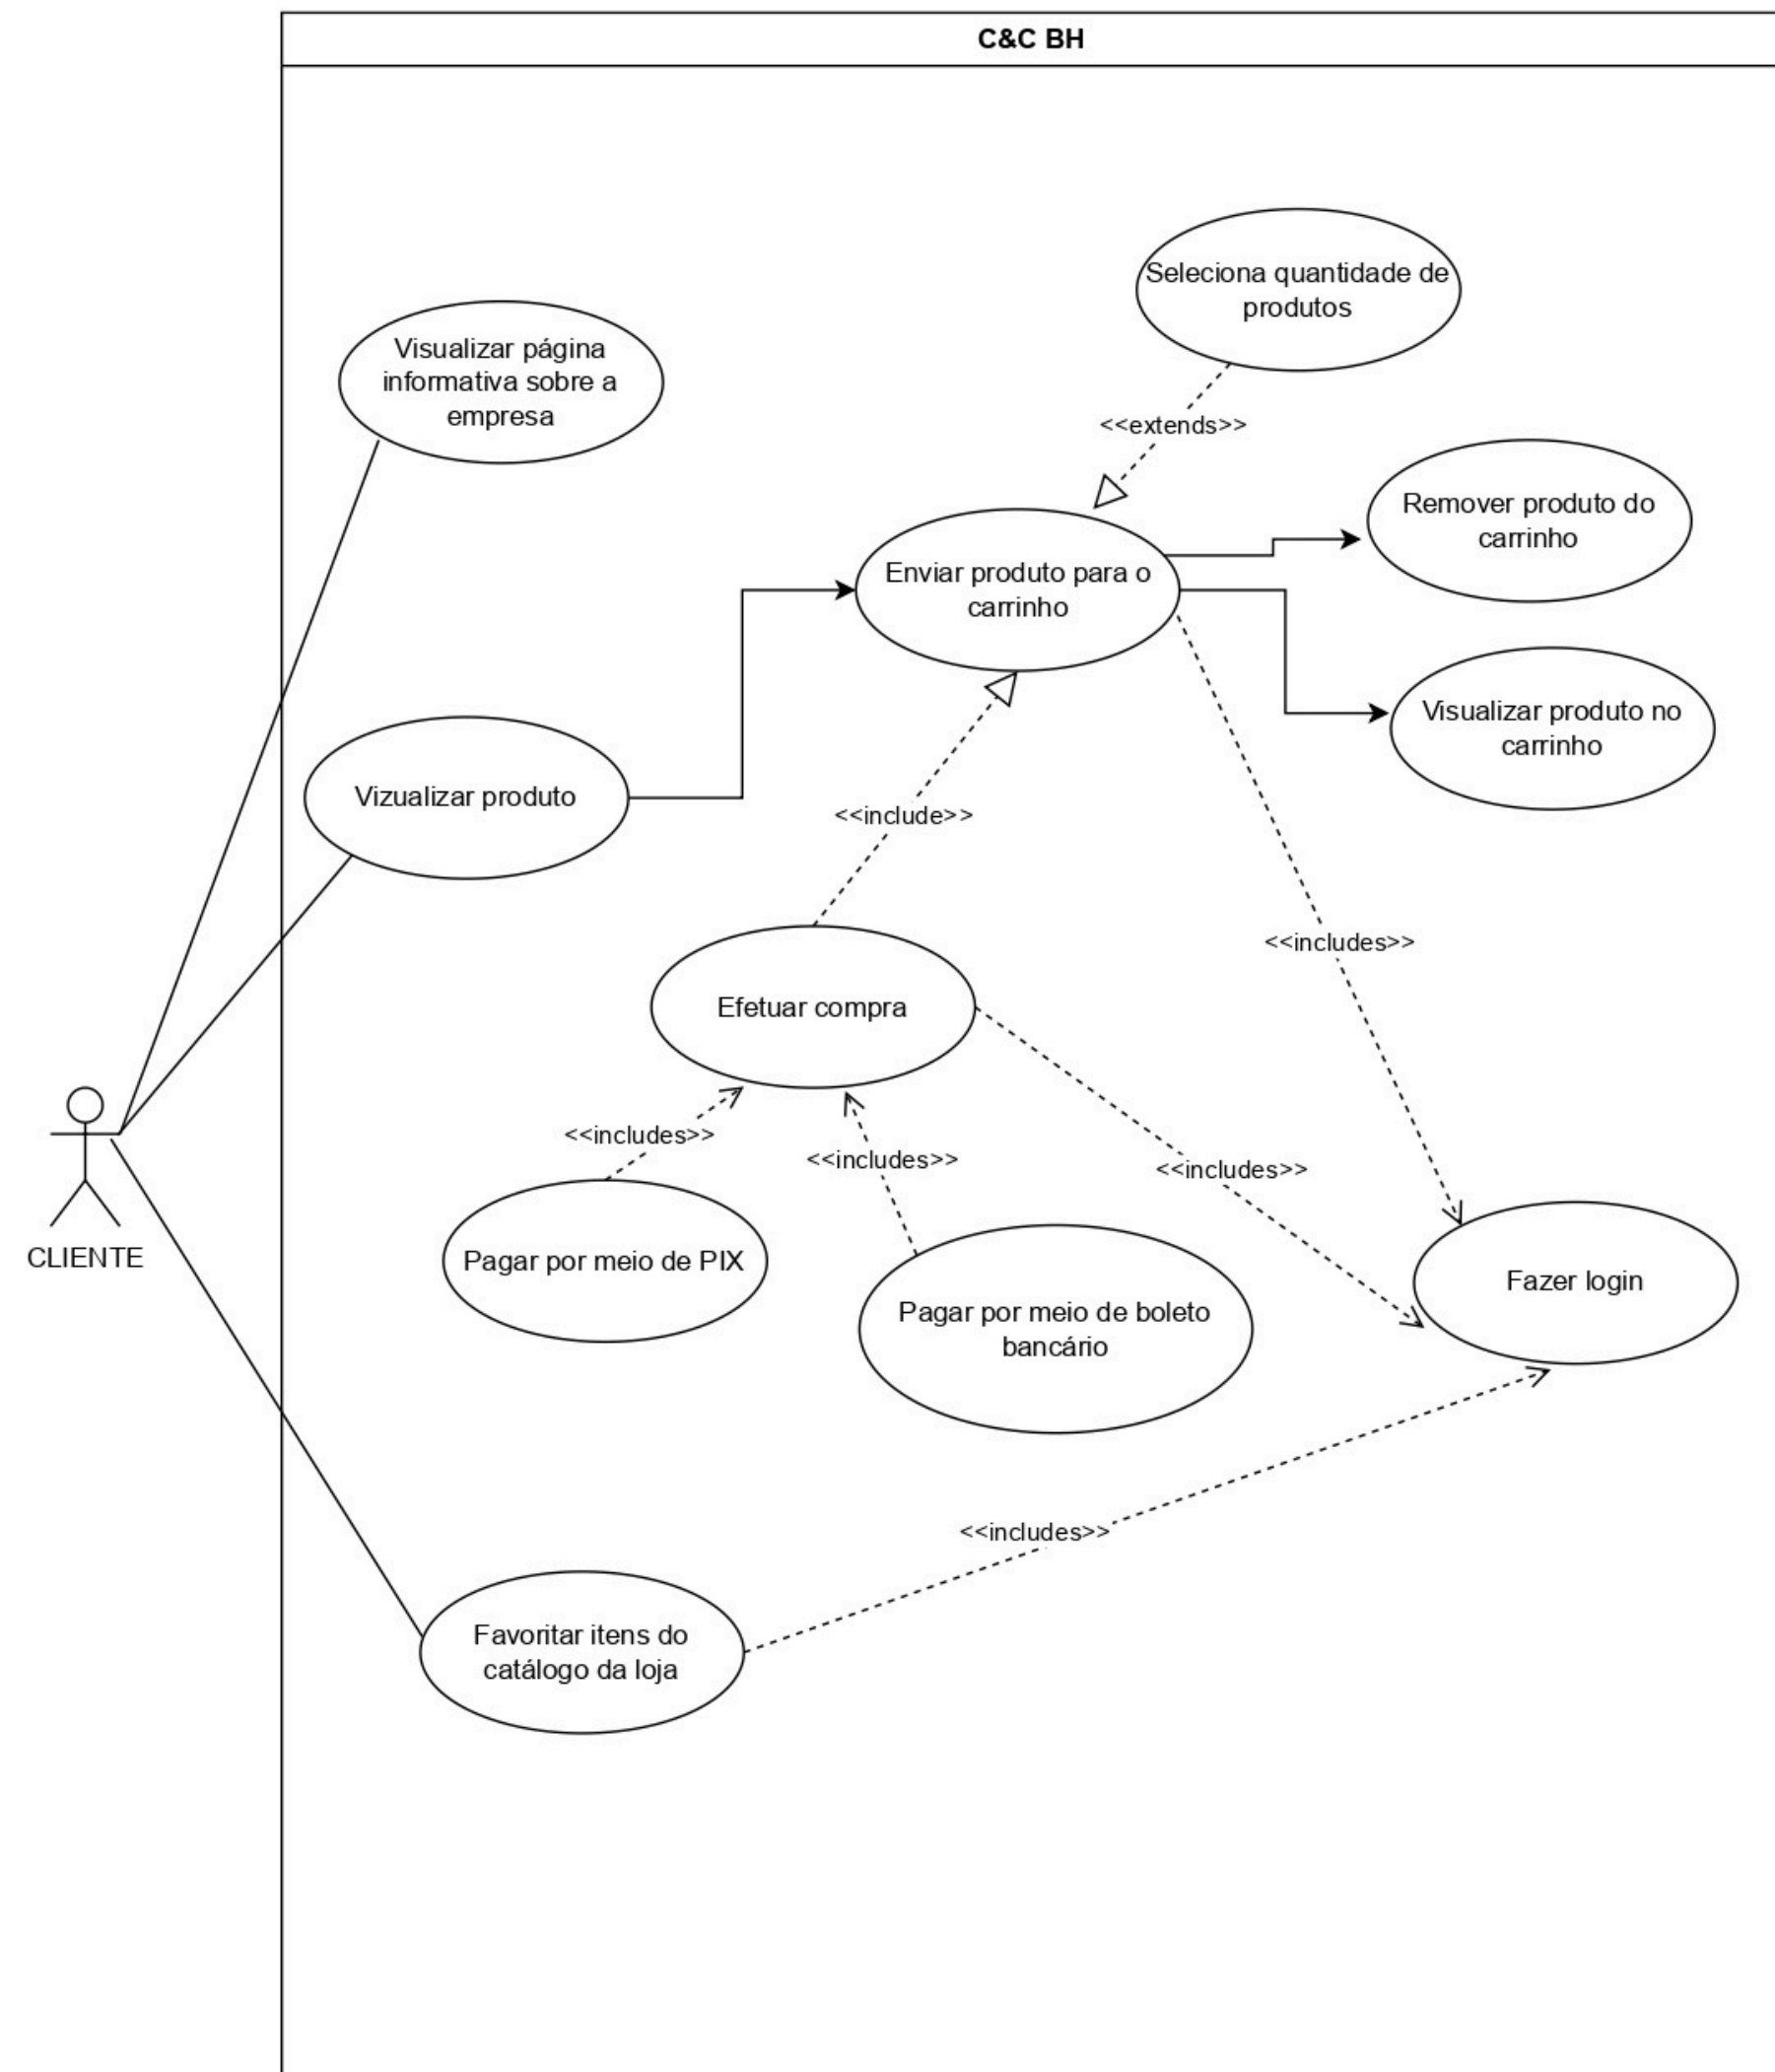 C&C BH
Seleciona quantidade de
produtos
Visualizar página
informativa sobre a
empresa
<<extends>>
Remover produto do
carrinho
Enviar produto para o
carrinho
Visualizar produto no
carrinho
Vizualizar produto
<<include>>
<<includes>>
Efetuar compra
<<includes>>
<<includes>>
<<includes>>
CLIENTE
Pagar por meio de PIX
Pagar por meio de boleto
bancário
Fazer login
<<includes>>
Favoritar itens do
catálogo da loja